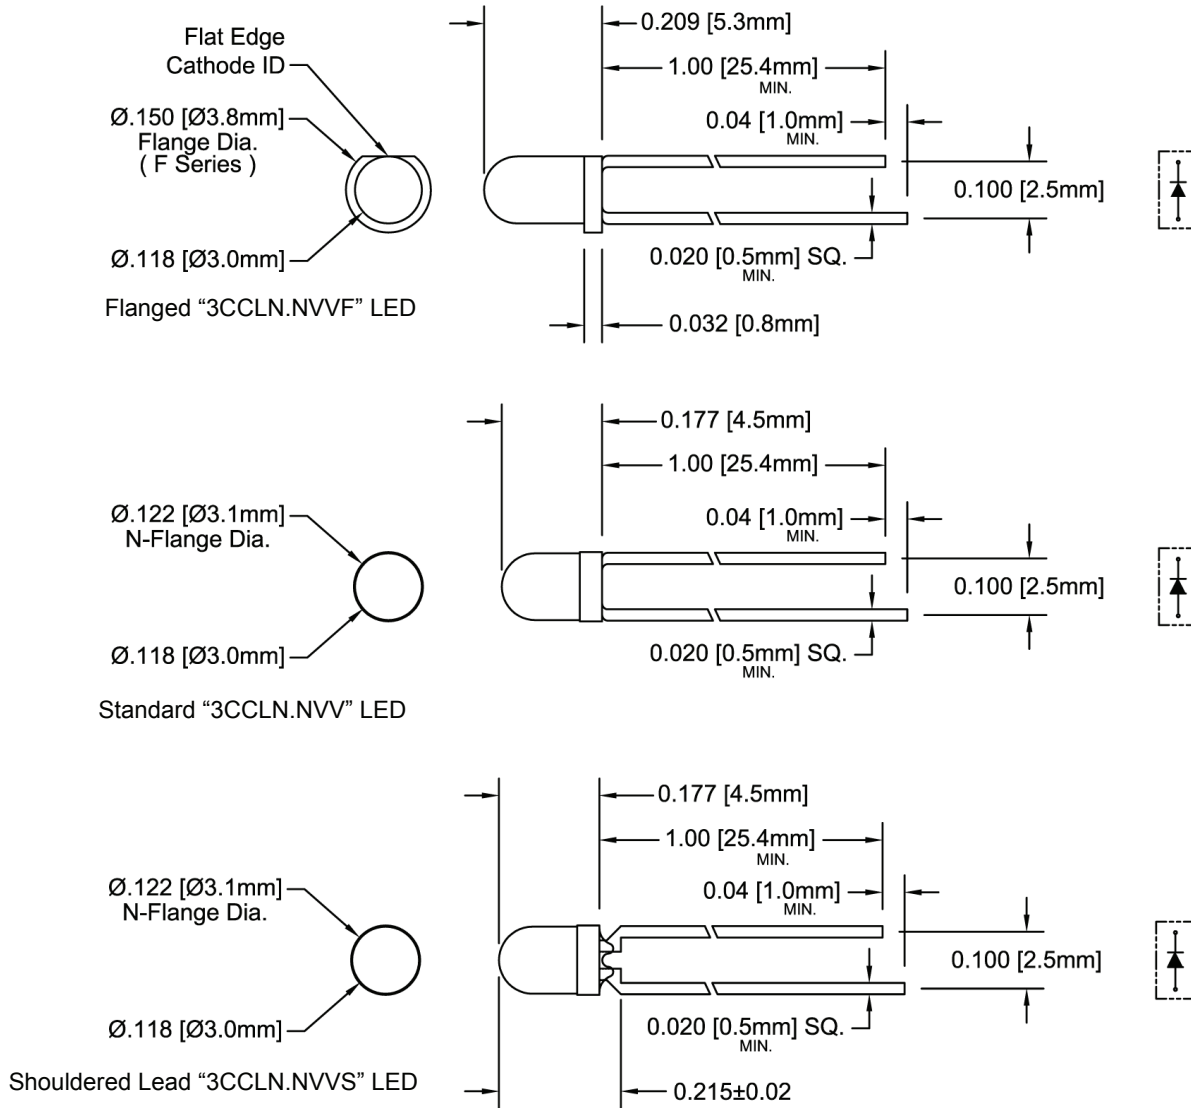 Flat Edge
Cathode ID
Ø.150 [Ø3.8mm]
Flange Dia.
( F Series )
Ø.118 [Ø3.0mm]
Flanged “3CCLN.NVVF” LED
0.209 [5.3mm]
1.00 [25.4mm]
MIN.
0.04 [1.0mm]
MIN.
0.100 [2.5mm]
0.020 [0.5mm] SQ.
MIN.
0.032 [0.8mm]
Ø.122 [Ø3.1mm]
N-Flange Dia.
Ø.118 [Ø3.0mm]
Standard “3CCLN.NVV” LED
0.177 [4.5mm]
1.00 [25.4mm]
0.04 [1.0mm]
MIN.
0.100 [2.5mm]
0.020 [0.5mm] SQ.
MIN.
Ø.122 [Ø3.1mm]
N-Flange Dia.
Ø.118 [Ø3.0mm]
Shouldered Lead “3CCLN.NVVS” LED
0.177 [4.5mm]
1.00 [25.4mm]
MIN.
0.04 [1.0mm]
MIN.
0.100 [2.5mm]
0.020 [0.5mm] SQ.
MIN.
0.215±0.02